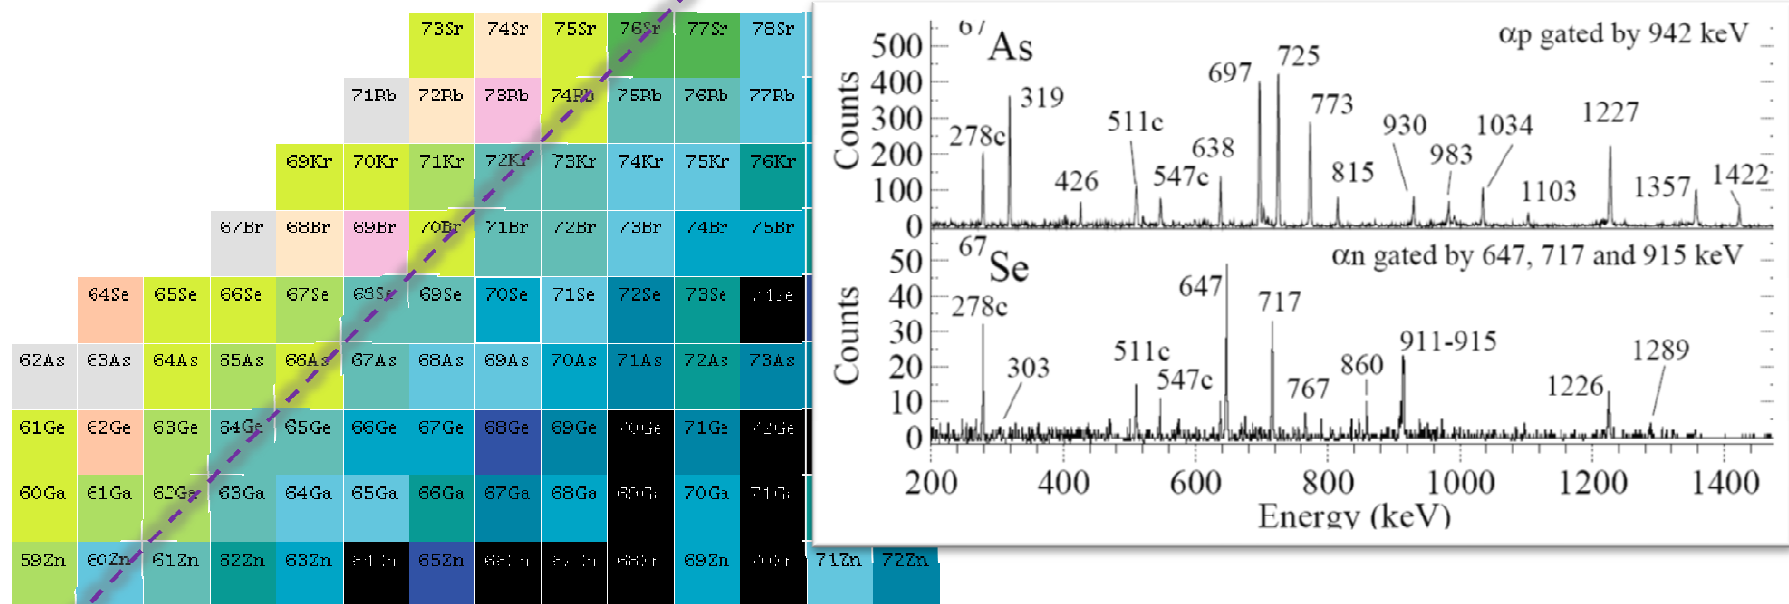 73Sr 74Sr 75Sr 76Sr 77Sr 78Sr
71Rb 72Rb 73Rb 74Rb 75Rb 76Rb 77Rb
69Kr 70Kr 71Kr 72Kr 73Kr 74Kr 75Kr 76Kr
67Br 68Br 69Br 70Br 71Br 72Br 73Br 74Br 75Br
64Se 65Se 66Se 67Se 68Se 69Se 70Se 71Se 72Se 73Se 74Se
62As 63As 64As 65As 66As 67As 68As 69As 70As 71As 72As 73As
61Ge 62Ge 63Ge 64Ge 65Ge 66Ge 67Ge 68Ge 69Ge 70Ge 71Ge 72Ge
60Ga 61Ga 62Ga 63Ga 64Ga 65Ga 66Ga 67Ga 68Ga 69Ga 70Ga 71Ga
59Zn 60Zn 61Zn 62Zn 63Zn 65Zn 69Zn 71Zn 72Zn
67As
αp gated by 942 keV
Counts
500
400
300
200
100
0
278c 319 426 511c 547c 638 697 725 773 815 930 983 1034 1103 1227 1357 1422
67Se
αn gated by 647, 717 and 915 keV
Counts
50
40
30
20
10
0
278c 303 511c 547c 647 717 767 860 911-915 1226 1289
200 400 600 800 1000 1200 1400
Energy (keV)